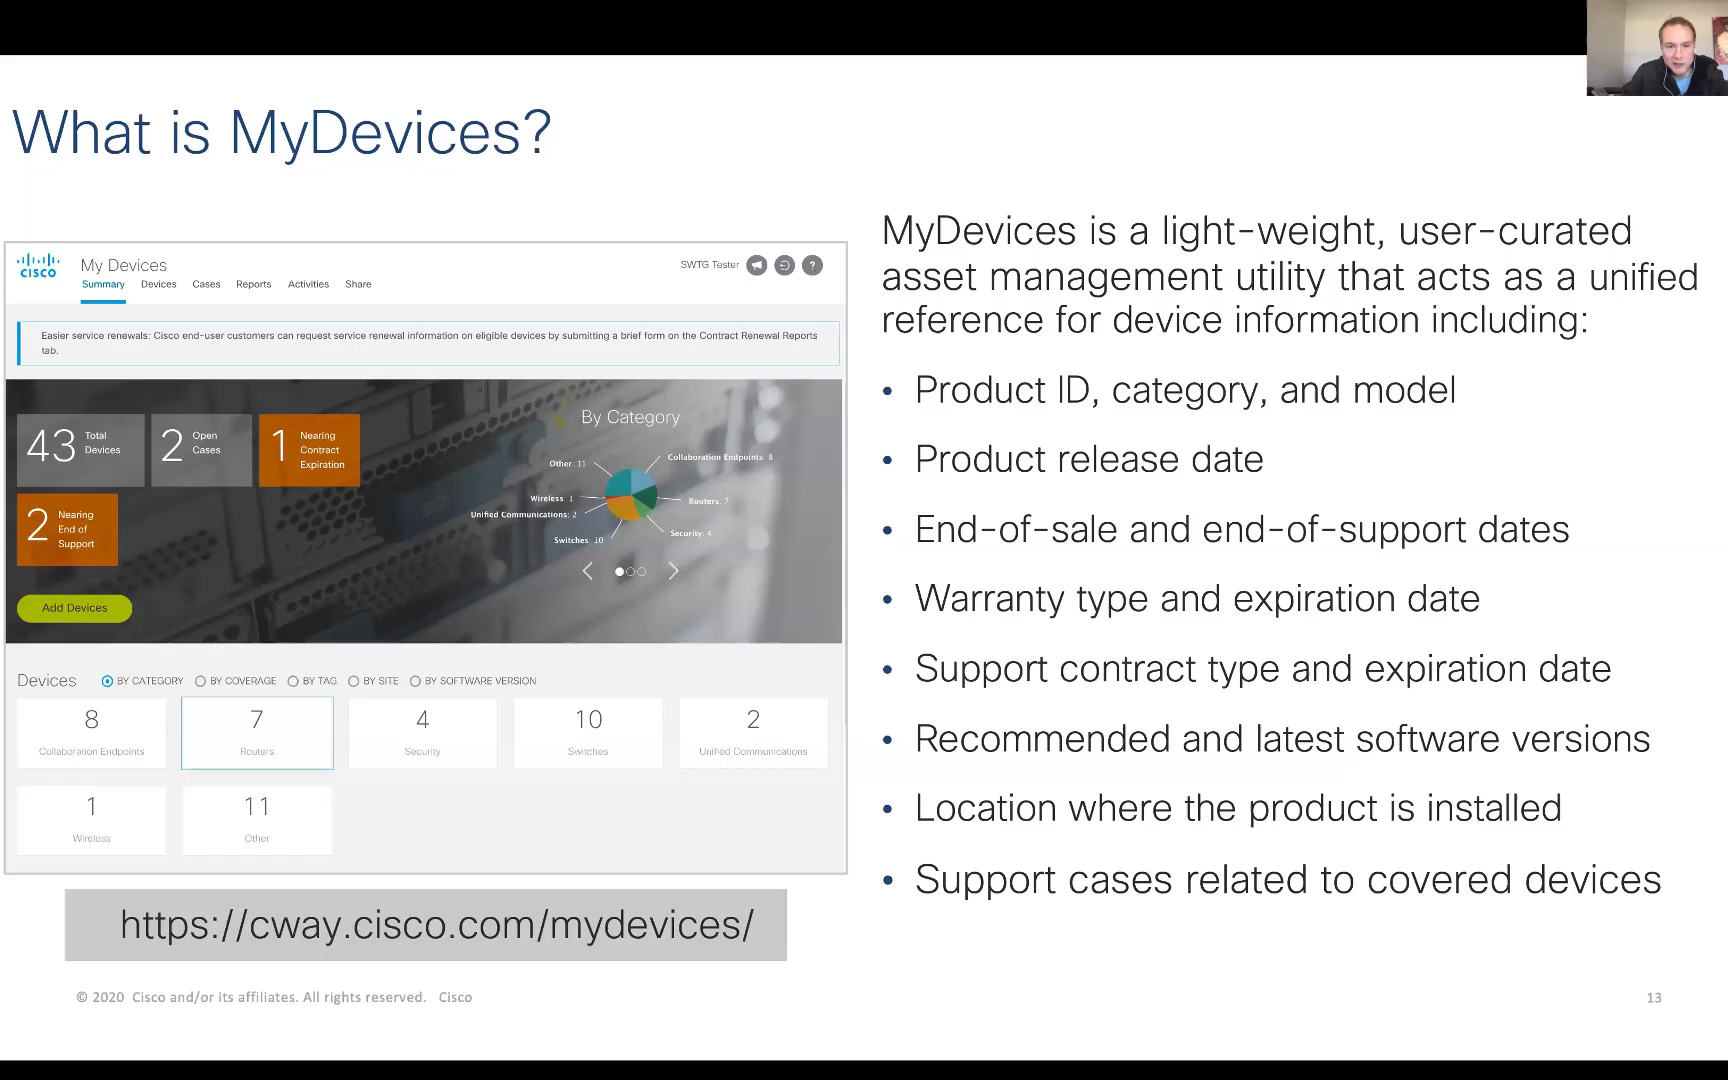 What is MyDevices?
CISCO
My Devices
SWTG Tester
?
Summary Devices Cases Reports Activities Share
Easier service renewals: Cisco end-user customers can request service renewal information on eligible devices by submitting a brief form on the Contract Renewal Reports
tab.
43 Total
Devices
2 Open
Cases
1 Nearing
Contract
Expiration
2 Nearing
End of
Support
Add Devices
By Category
Other: 11
Collaboration Endpoints: 8
Wireless: 1
Routers: 7
Unified Communications: 2
Switches: 10
Security: 4
Devices BY CATEGORY BY COVERAGE BY TAG BY SITE BY SOFTWARE VERSION
8
Collaboration Endpoints
7
Routers
4
Security
10
Switches
2
Unified Communications
1
Wireless
11
Other
https://cway.cisco.com/mydevices/
MyDevices is a light-weight, user-curated
asset management utility that acts as a unified
reference for device information including:
• Product ID, category, and model
• Product release date
• End-of-sale and end-of-support dates
• Warranty type and expiration date
• Support contract type and expiration date
• Recommended and latest software versions
• Location where the product is installed
• Support cases related to covered devices
© 2020 Cisco and/or its affiliates. All rights reserved. Cisco
13